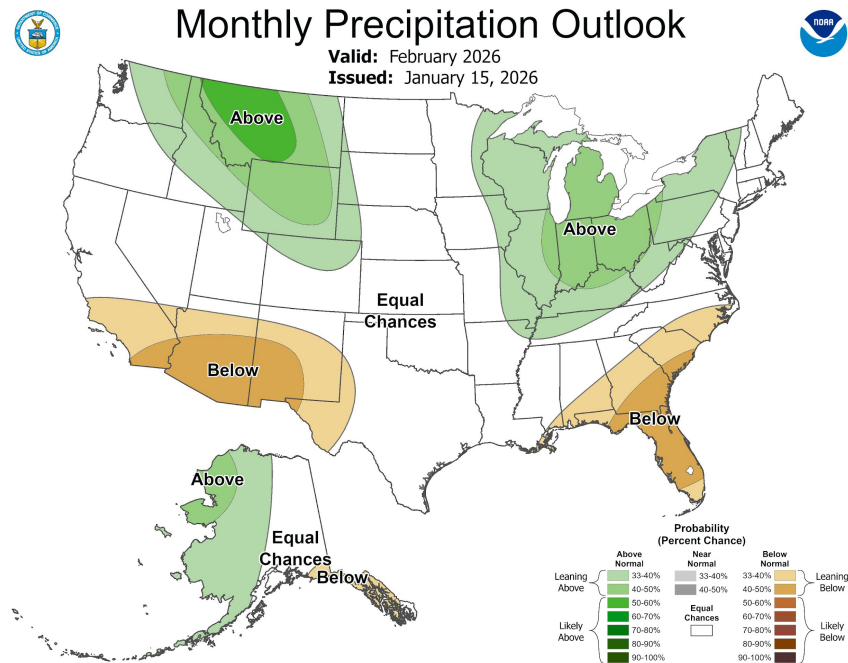 Monthly Precipitation Outlook
Valid: February 2026
Issued: January 15, 2026
NOAA
Above
Above
Equal
Chances
Below
Below
Above
Equal
Chances
Below
Probability
(Percent Chance)
Above
Normal
Near
Normal
Below
Normal
Leaning
Above
33-40%
40-50%
33-40%
40-50%
33-40%
40-50%
Leaning
Below
Likely
Above
50-60%
60-70%
70-80%
80-90%
90-100%
Equal
Chances
50-60%
60-70%
70-80%
80-90%
90-100%
Likely
Below